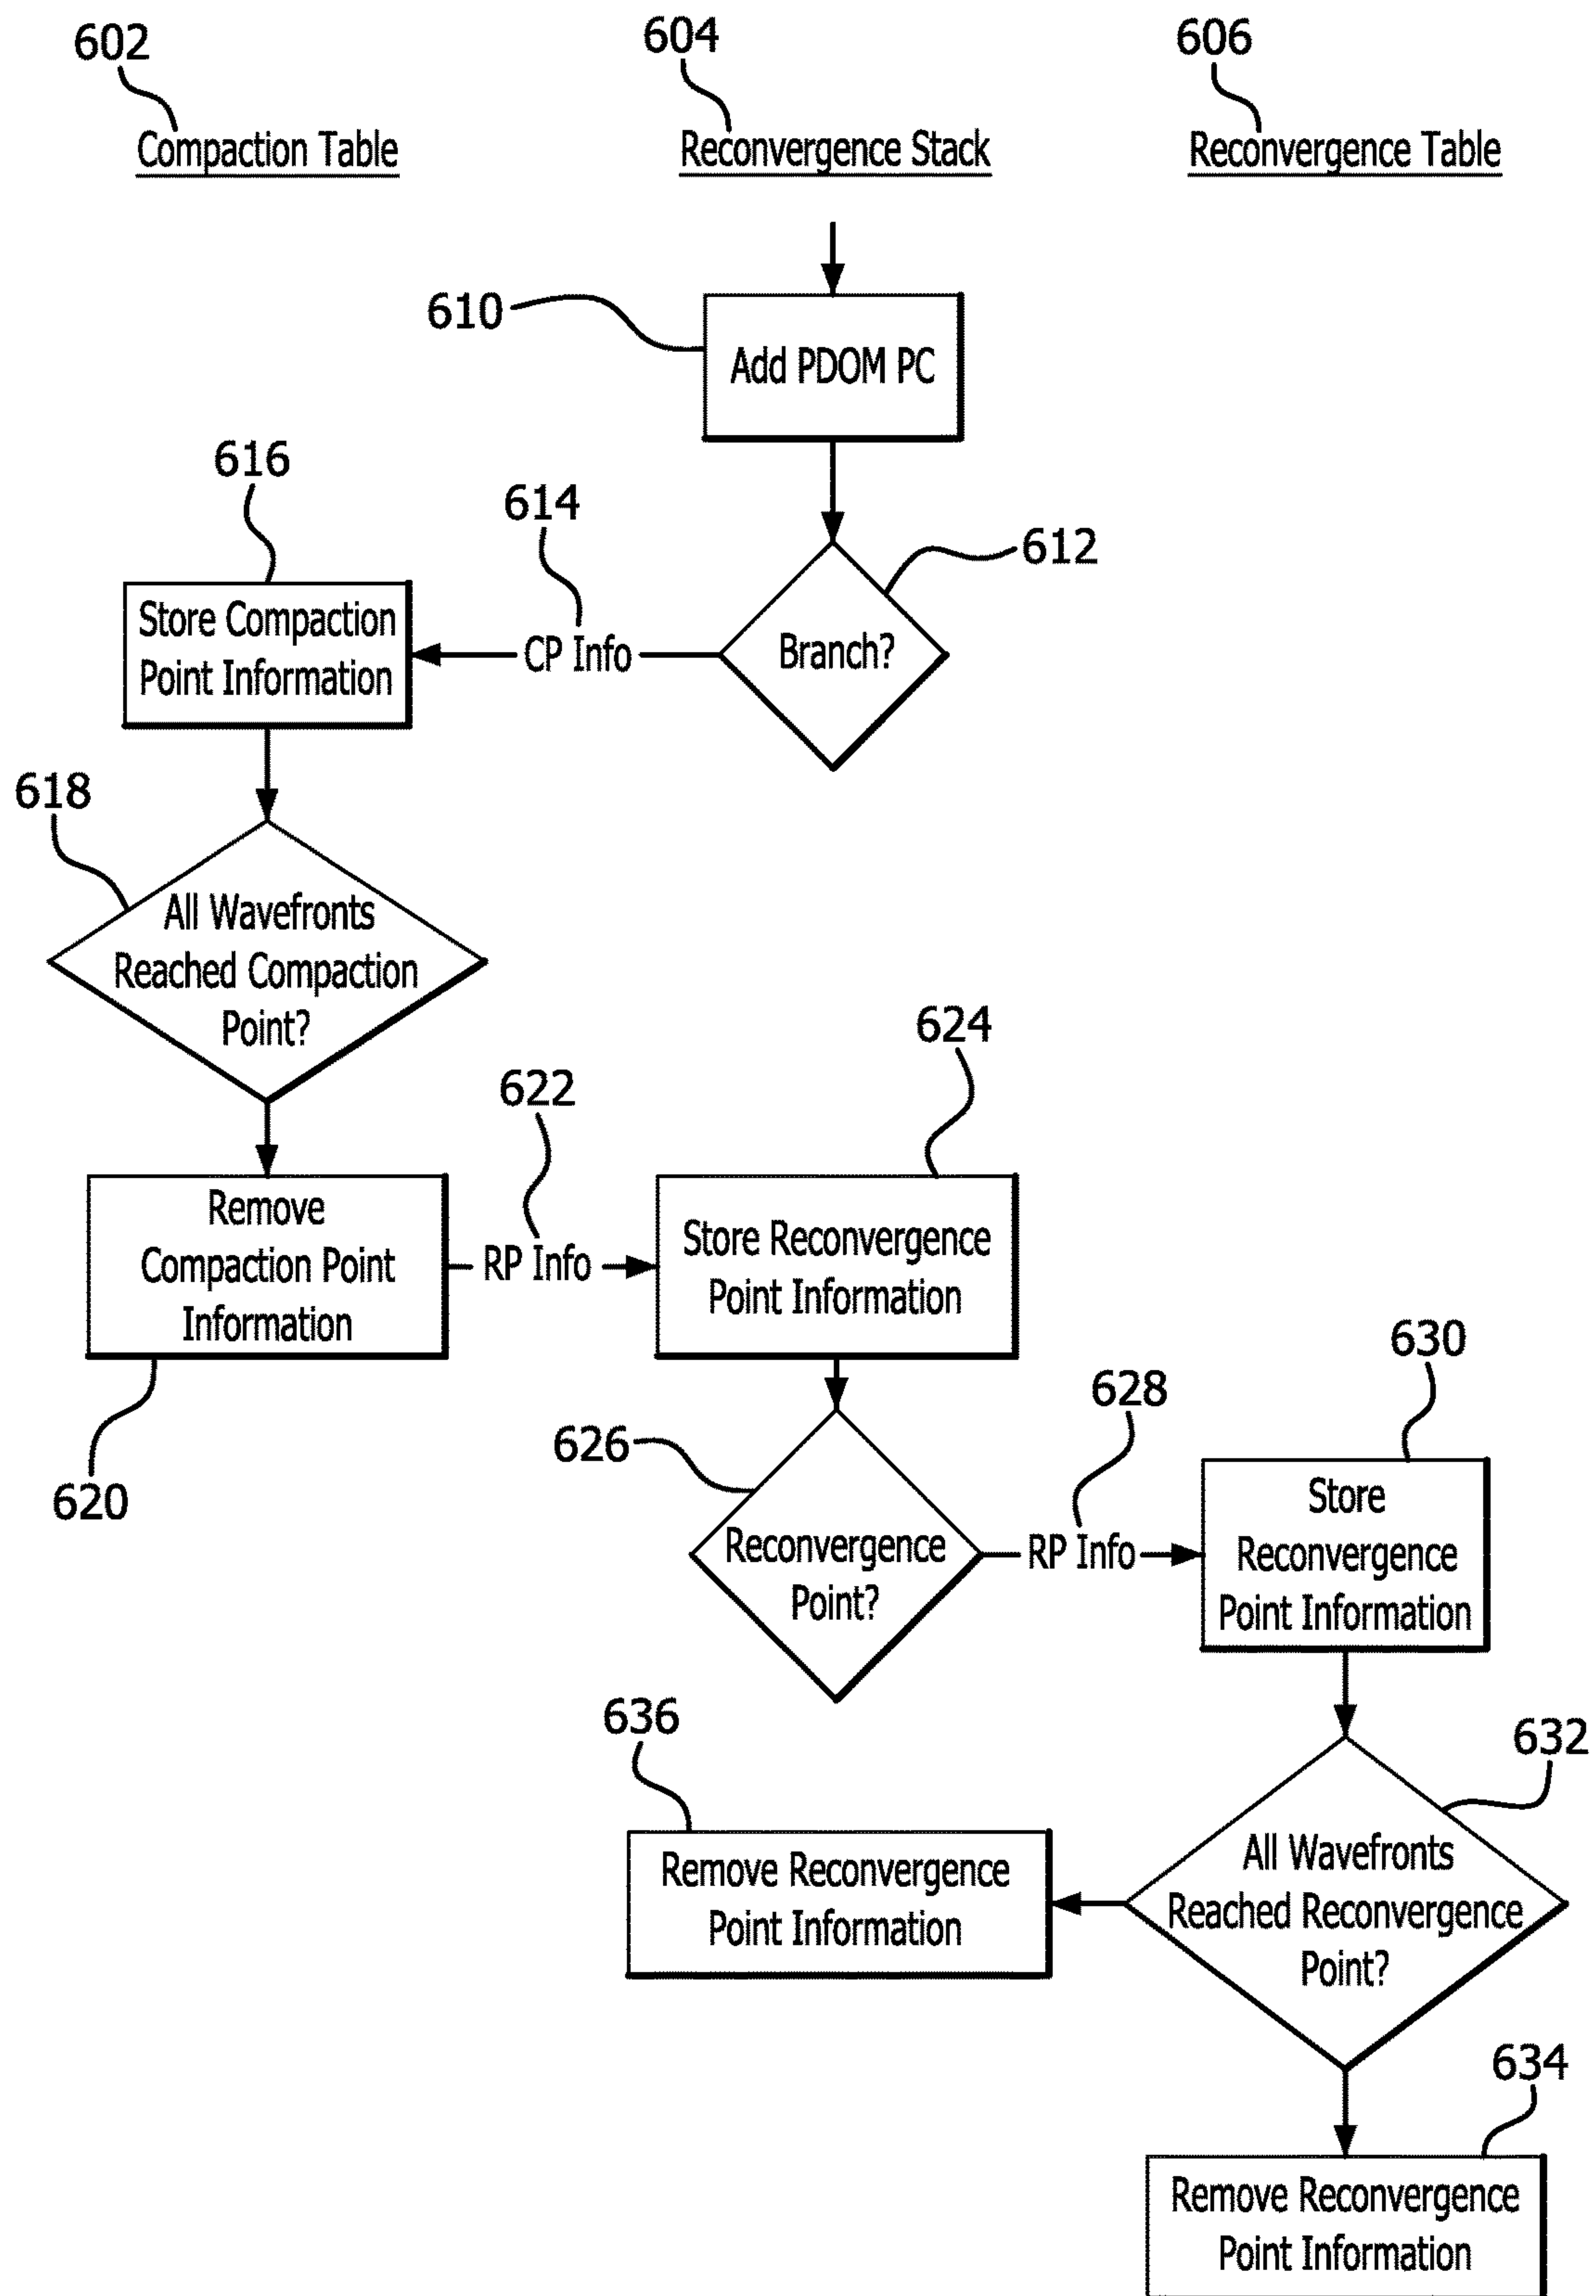 602
604
606
Compaction Table
Reconvergence Stack
Reconvergence Table
610
Add PDOM PC
616
614
612
Store Compaction
Point Information
CP Info
Branch?
618
All Wavefronts
Reached Compaction
Point?
624
622
Remove
Compaction Point
Information
RP Info
Store Reconvergence
Point Information
620
630
628
626
Reconvergence
Point?
RP Info
Store
Reconvergence
Point Information
636
632
Remove Reconvergence
Point Information
All Wavefronts
Reached Reconvergence
Point?
634
Remove Reconvergence
Point Information